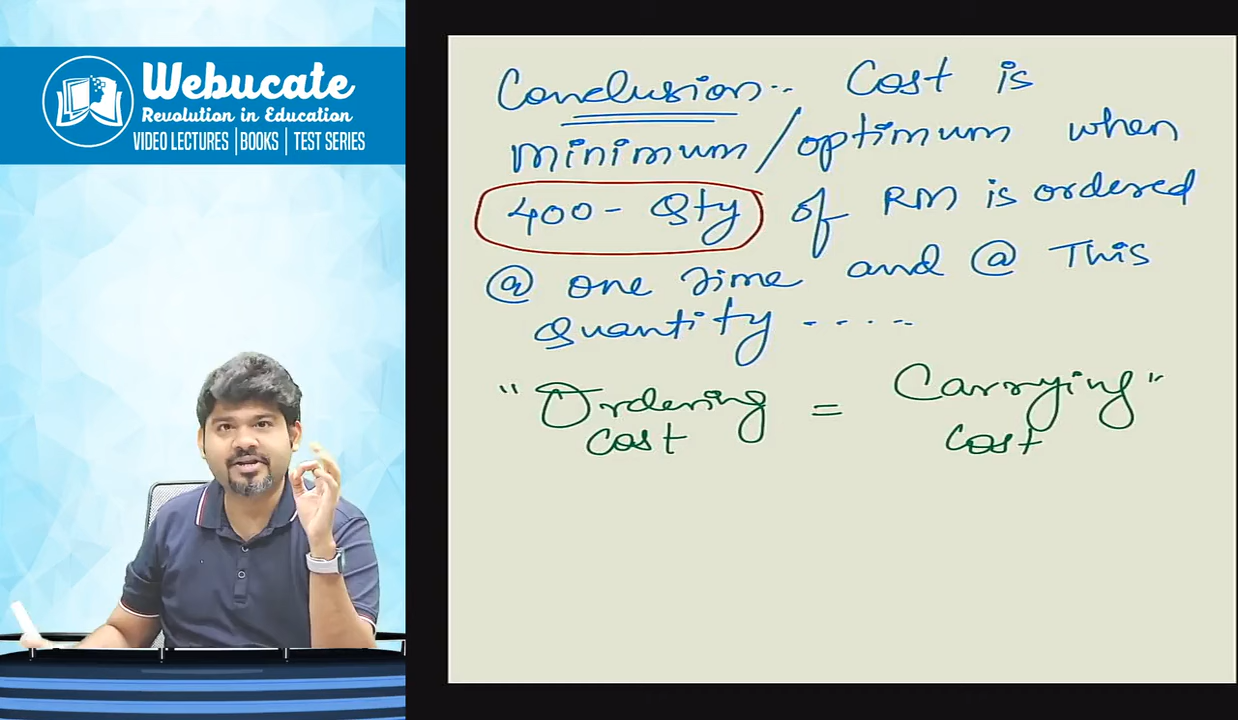 Webucate
Revolution in Education
VIDEO LECTURES | BOOKS | TEST SERIES
Conclusion.. Cost is
minimum/optimum when
400 - Qty of RM is ordered
@ one time and @ This
Quantity .....
"Ordering = Carrying"
Cost Cost